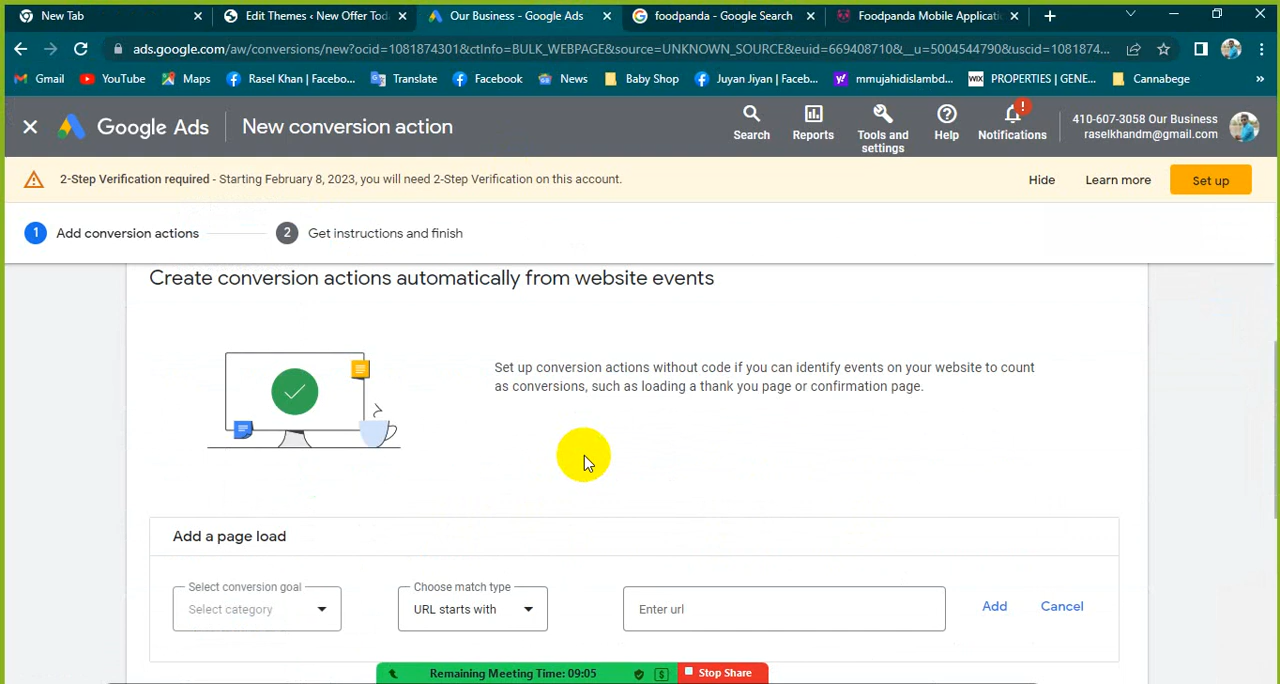 New Tab
Edit Themes ‹ New Offer Toda
Our Business - Google Ads
foodpanda - Google Search
Foodpanda Mobile Applicatio
ads.google.com/aw/conversions/new?ocid=1081874301&ctInfo=BULK_WEBPAGE&source=UNKNOWN_SOURCE&euid=669408710&__u=5004544790&uscid=1081874...
Gmail
YouTube
Maps
Rasel Khan | Facebo...
Translate
Facebook
News
Baby Shop
Juyan Jiyan | Faceb...
mmujahidislambd...
WIX
PROPERTIES | GENE...
Cannabege
»
Google Ads
New conversion action
Search
Reports
Tools and
settings
Help
!
Notifications
410-607-3058 Our Business
raselkhandm@gmail.com
2-Step Verification required - Starting February 8, 2023, you will need 2-Step Verification on this account.
Hide
Learn more
Set up
1
Add conversion actions
2
Get instructions and finish
Create conversion actions automatically from website events
Set up conversion actions without code if you can identify events on your website to count
as conversions, such as loading a thank you page or confirmation page.
Add a page load
Select conversion goal
Select category
Choose match type
URL starts with
Enter url
Add
Cancel
Remaining Meeting Time: 09:05
$
Stop Share